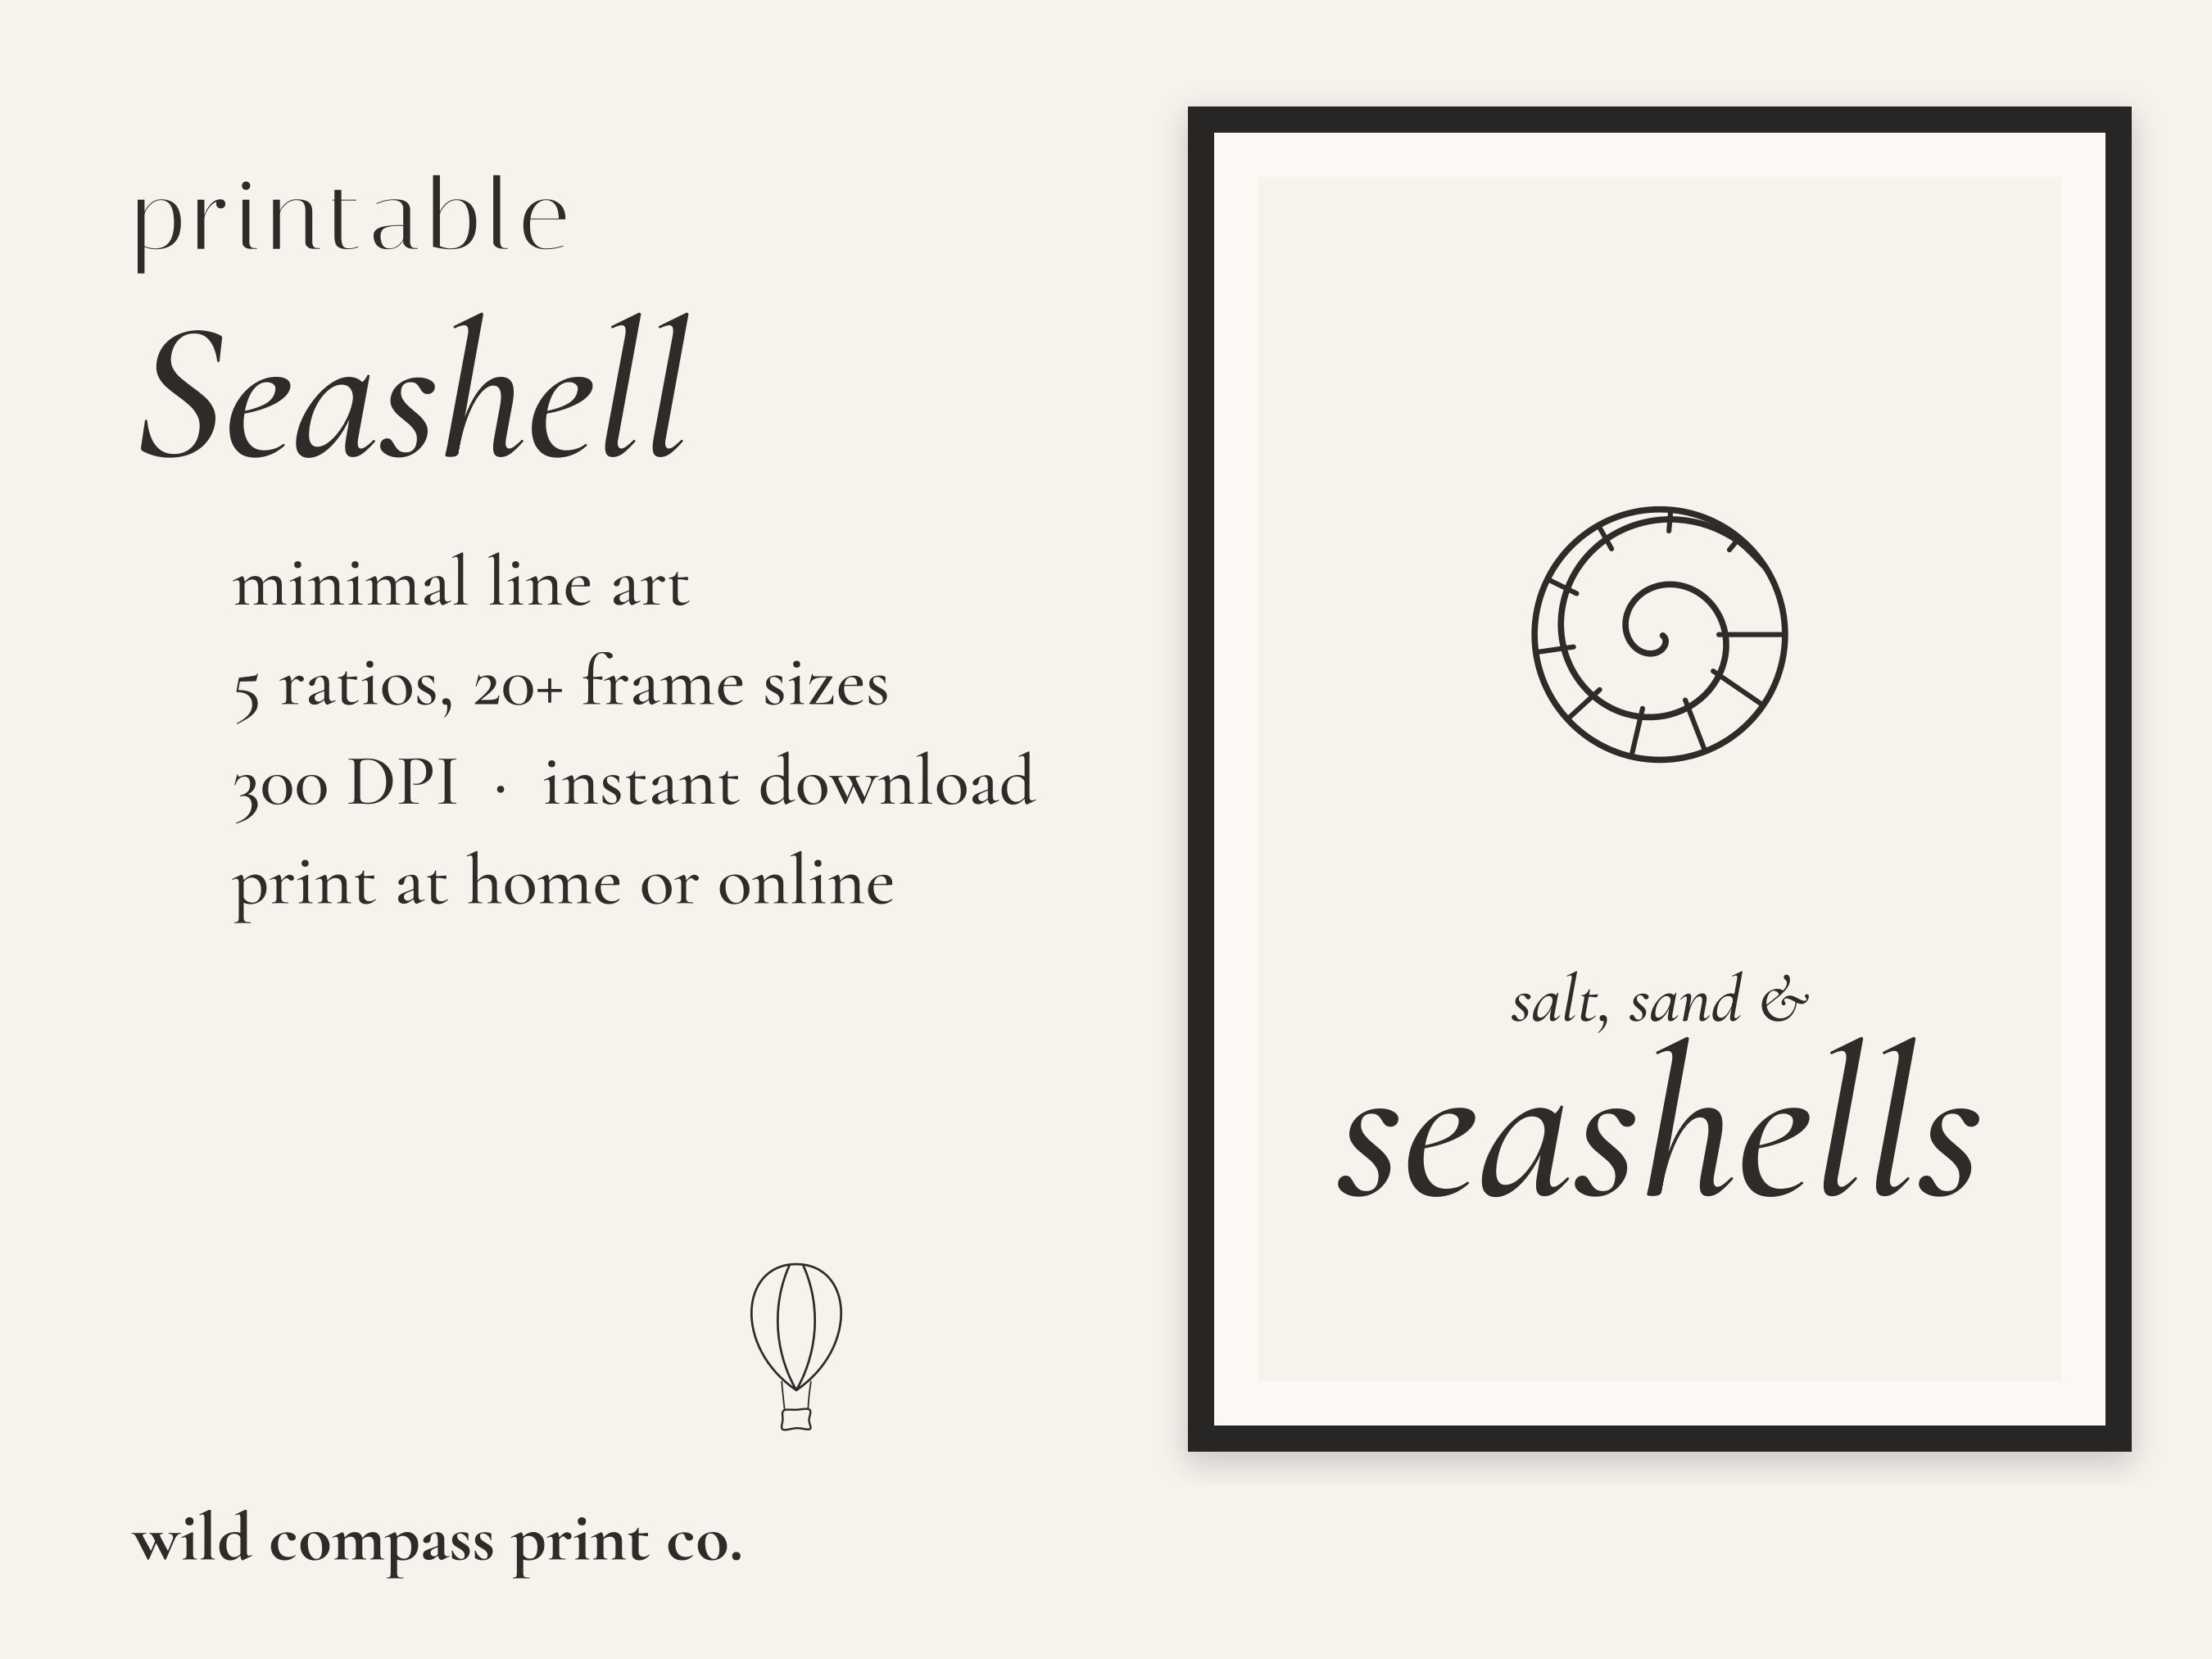 printable
Seashell
minimal line art
5 ratios, 20+ frame sizes
300 DPI · instant download
print at home or online
wild compass print co.
salt, sand &
seashells